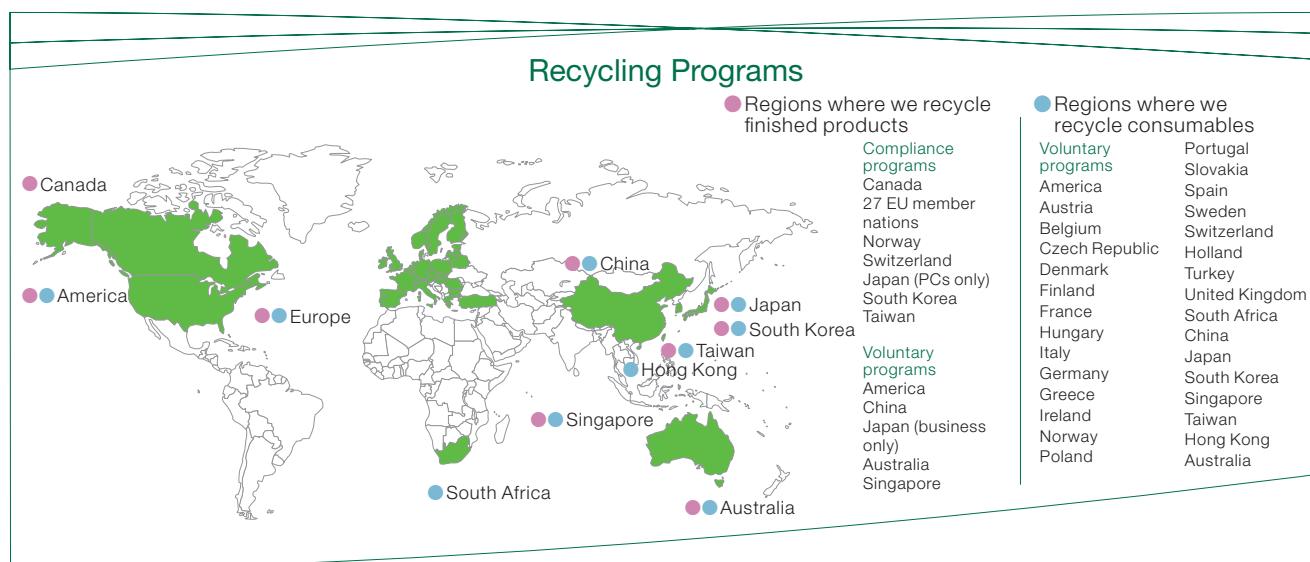 Recycling Programs
Canada
America
Europe
China
Japan
South Korea
Taiwan
Hong Kong
Singapore
South Africa
Australia
Regions where we recycle
finished products
Compliance
programs
Canada
27 EU member
nations
Norway
Switzerland
Japan (PCs only)
South Korea
Taiwan
Voluntary
programs
America
China
Japan (business
only)
Australia
Singapore
Regions where we
recycle consumables
Voluntary
programs
America
Austria
Belgium
Czech Republic
Denmark
Finland
France
Hungary
Italy
Germany
Greece
Ireland
Norway
Poland
Portugal
Slovakia
Spain
Sweden
Switzerland
Holland
Turkey
United Kingdom
South Africa
China
Japan
South Korea
Singapore
Taiwan
Hong Kong
Australia